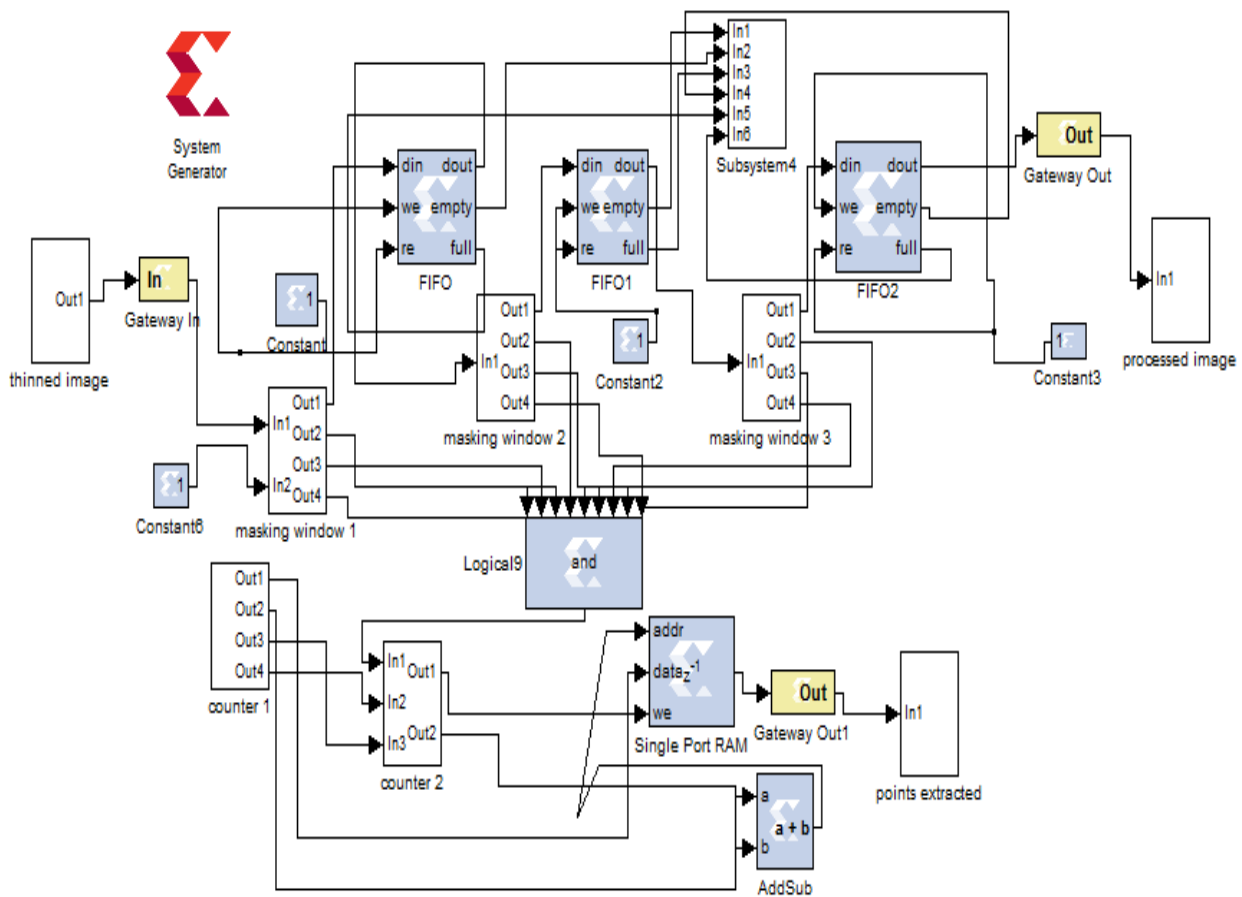 System
Generator
In1
In2
In3
In4
In5
In6
Subsystem4
din dout
we empty
re full
FIFO
din dout
we empty
re full
FIFO1
din dout
we empty
re full
FIFO2
Out
Gateway Out
In1
processed image
Out1
thinned image
In
Gateway In
1
Constant
In1
Out1
Out2
Out3
Out4
masking window 2
1
Constant2
In1
Out1
Out2
Out3
Out4
masking window 3
1
Constant3
1
Constant6
In1
In2
Out1
Out2
Out3
Out4
masking window 1
Logical9
and
Out1
Out2
Out3
Out4
counter 1
In1
In2
In3
Out1
Out2
counter 2
addr
data z-1
we
Single Port RAM
Out
Gateway Out1
In1
points extracted
a
b
a + b
AddSub